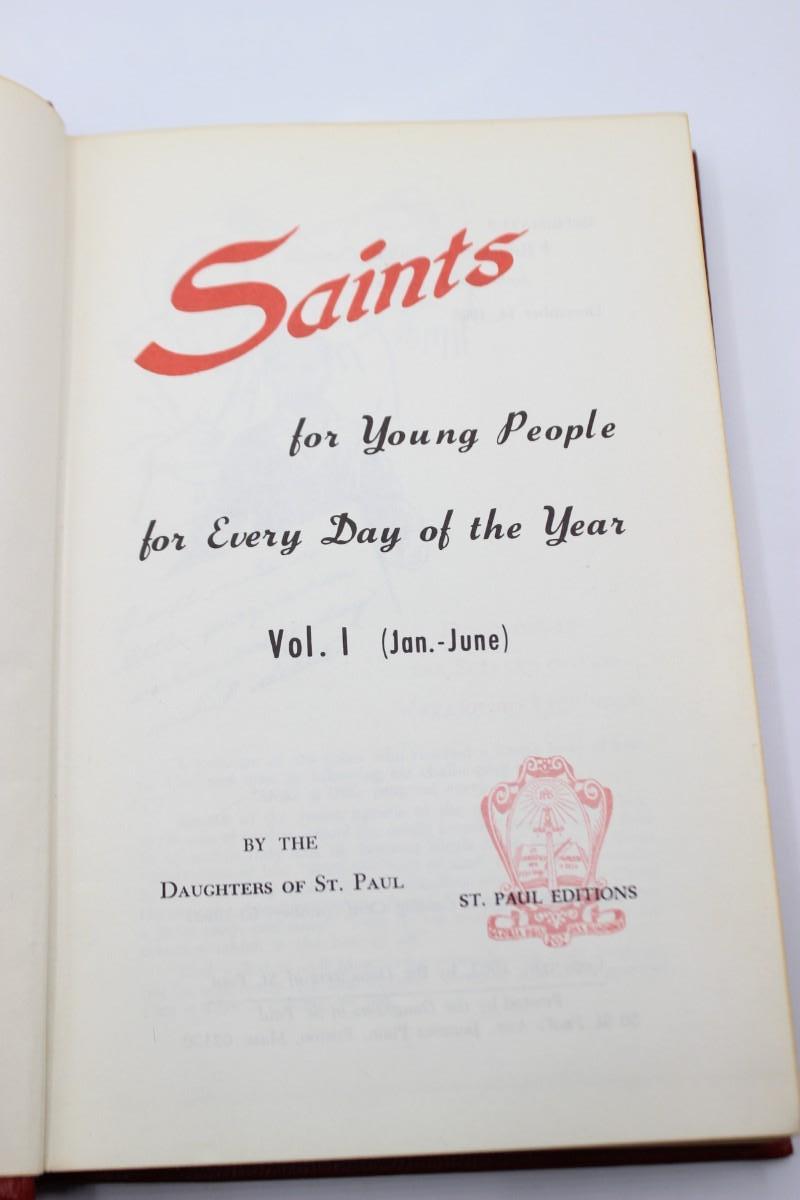 Saints
for Young People
for Every Day of the Year
Vol. I (Jan.-June)
BY THE
DAUGHTERS OF ST. PAUL
ST. PAUL EDITIONS